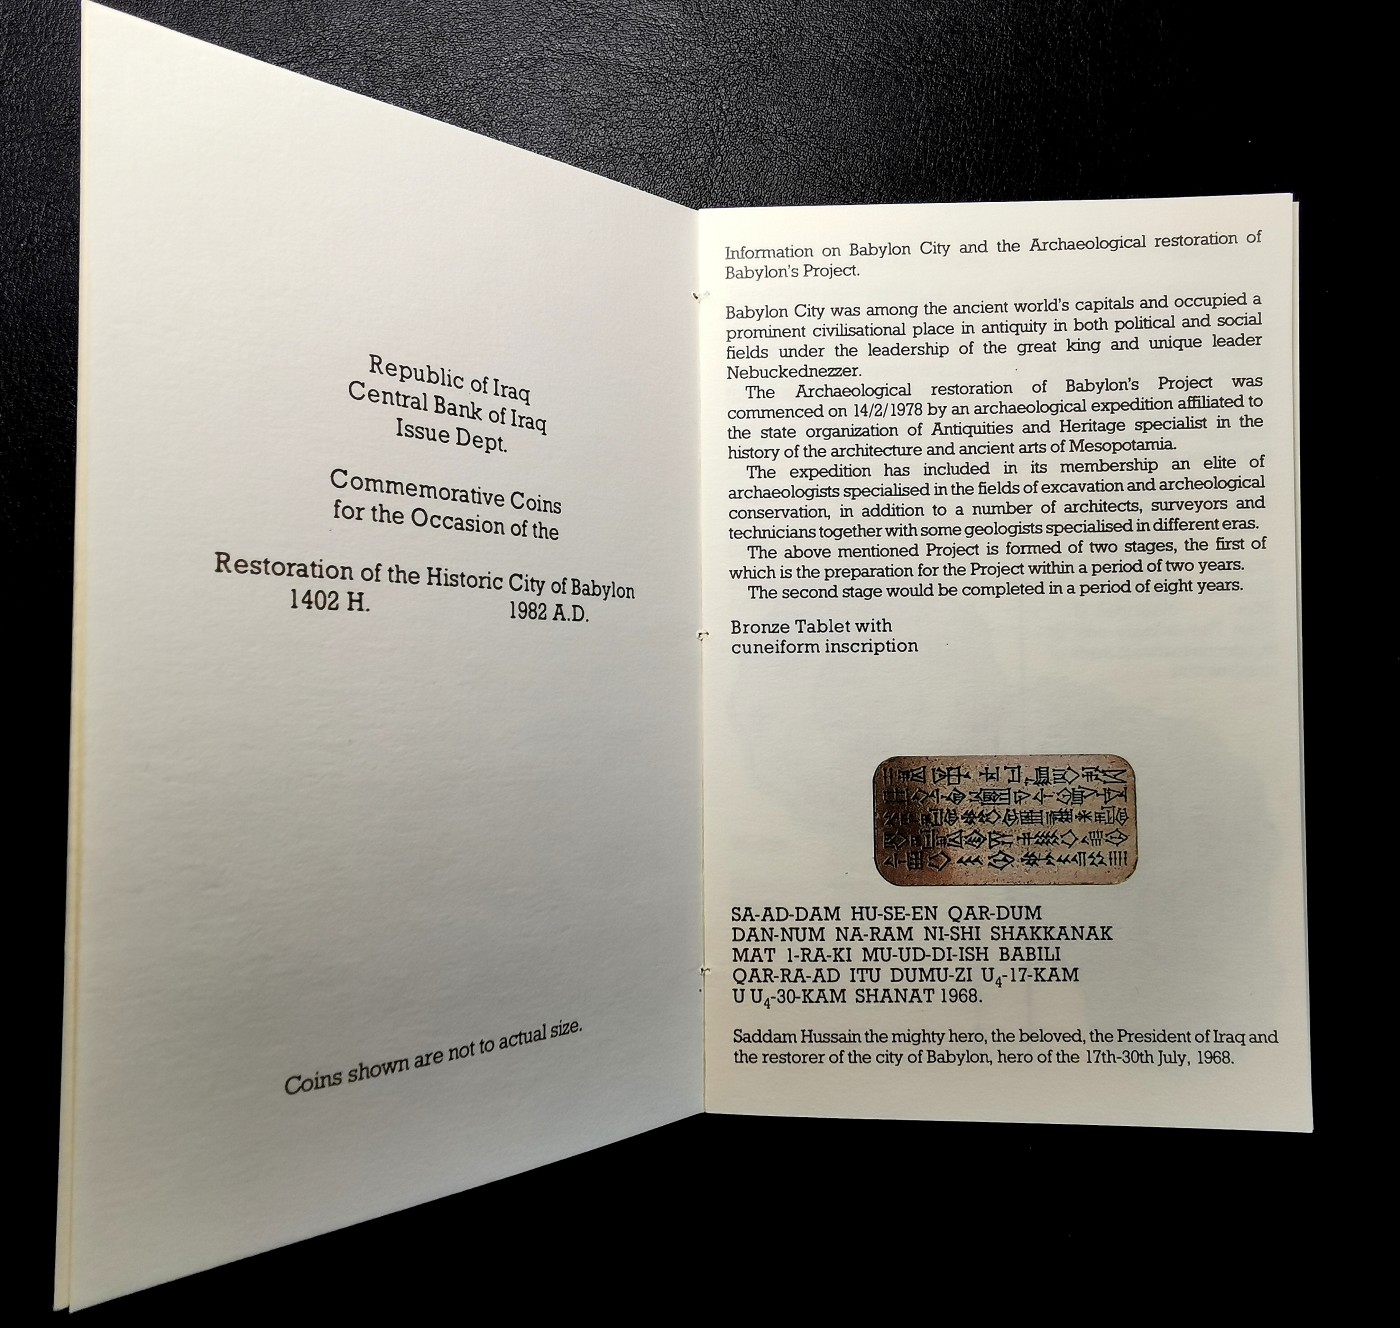 Republic of Iraq
Central Bank of Iraq
Issue Dept.
Commemorative Coins
for the Occasion of the
Restoration of the Historic City of Babylon
1402 H. 1982 A.D.
Coins shown are not to actual size.
Information on Babylon City and the Archaeological restoration of
Babylon's Project.
Babylon City was among the ancient world's capitals and occupied a
prominent civilisational place in antiquity in both political and social
fields under the leadership of the great king and unique leader
Nebuckednezzer.
The Archaeological restoration of Babylon's Project was
commenced on 14/2/1978 by an archaeological expedition affiliated to
the state organization of Antiquities and Heritage specialist in the
history of the architecture and ancient arts of Mesopotamia.
The expedition has included in its membership an elite of
archaeologists specialised in the fields of excavation and archeological
conservation, in addition to a number of architects, surveyors and
technicians together with some geologists specialised in different eras.
The above mentioned Project is formed of two stages, the first of
which is the preparation for the Project within a period of two years.
The second stage would be completed in a period of eight years.
Bronze Tablet with
cuneiform inscription
SA-AD-DAM HU-SE-EN QAR-DUM
DAN-NUM NA-RAM NI-SHI SHAKKANAK
MAT 1-RA-KI MU-UD-DI-ISH BABILI
QAR-RA-AD ITU DUMU-ZI U₄-17-KAM
U U₄-30-KAM SHANAT 1968.
Saddam Hussain the mighty hero, the beloved, the President of Iraq and
the restorer of the city of Babylon, hero of the 17th-30th July, 1968.